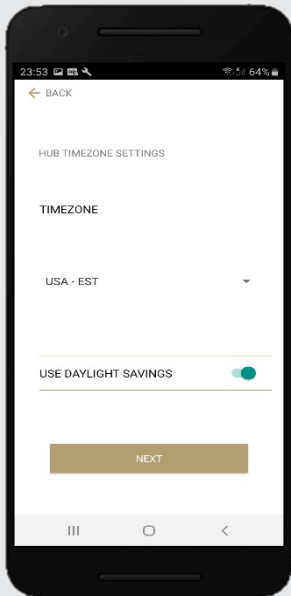 23:53 64%
BACK
HUB TIMEZONE SETTINGS
TIMEZONE
USA - EST
USE DAYLIGHT SAVINGS
NEXT